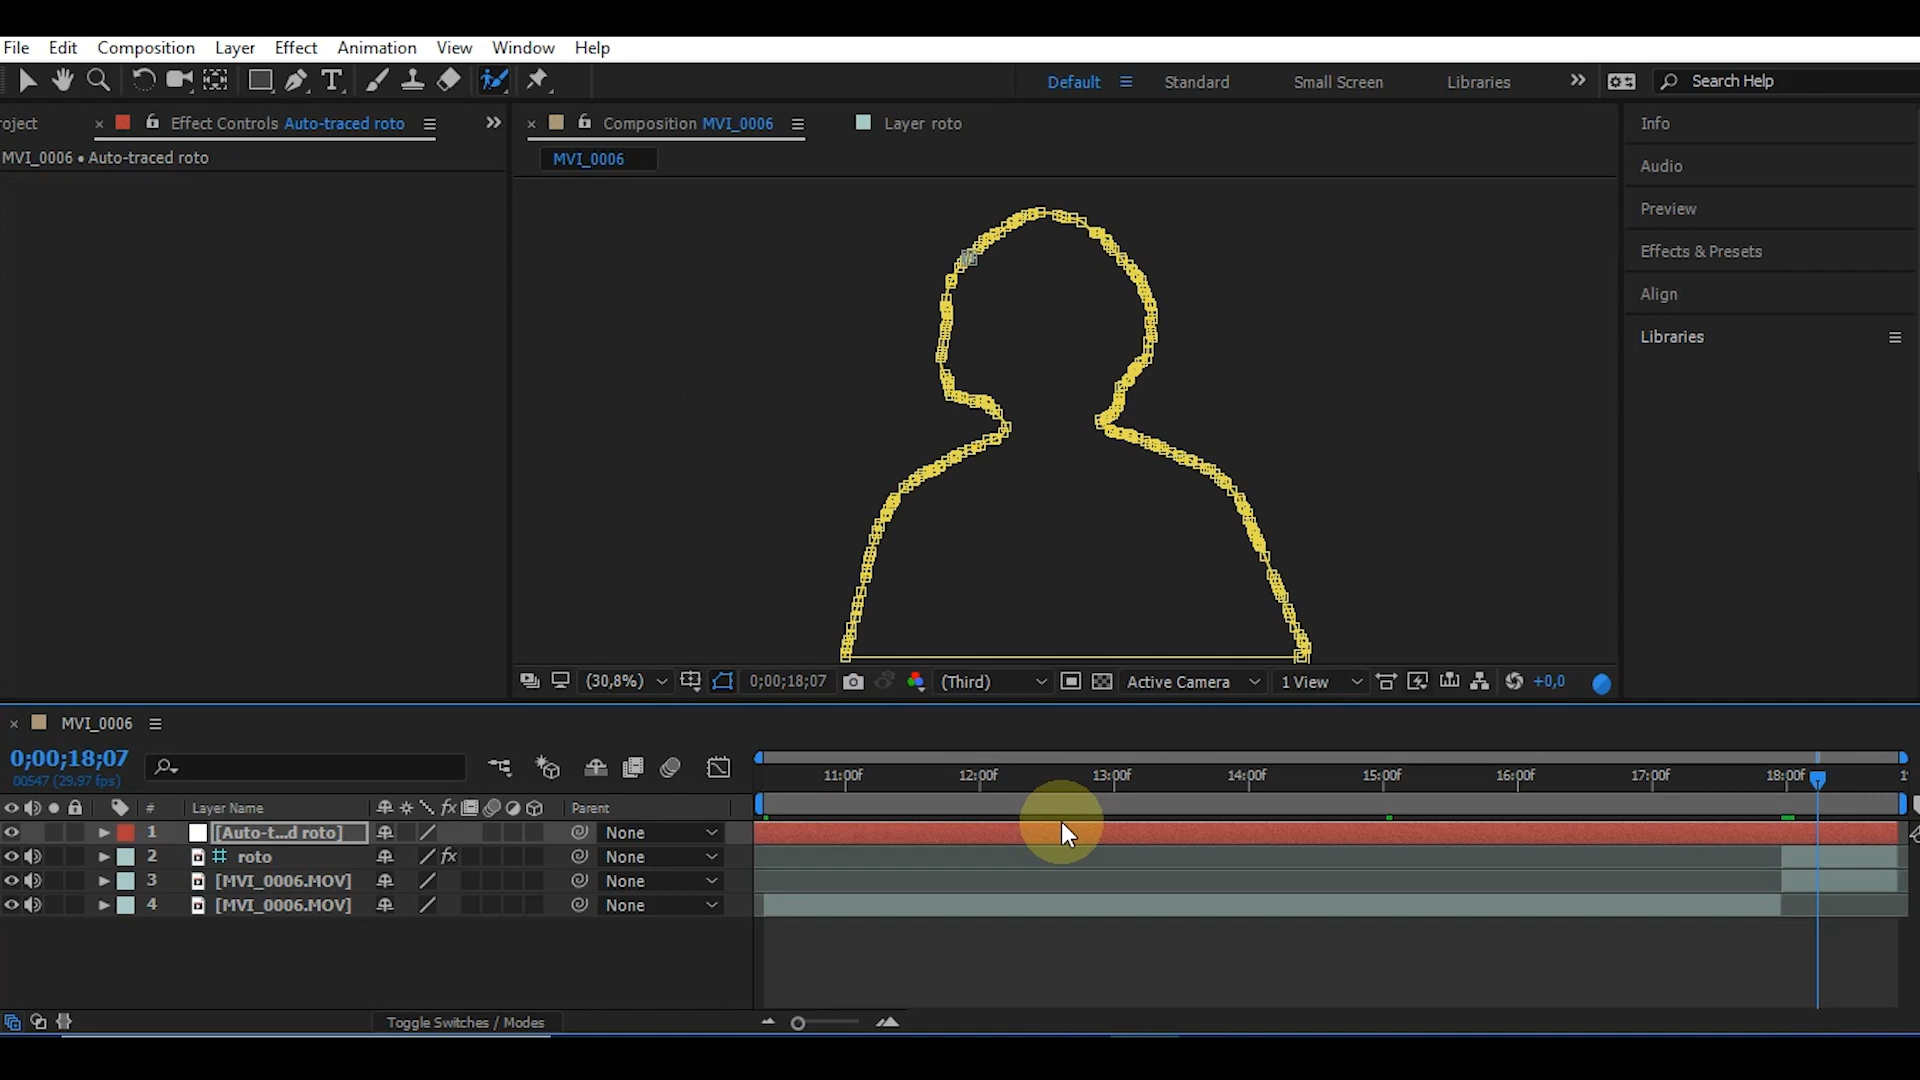 File Edit Composition Layer Effect Animation View Window Help
Default Standard Small Screen Libraries Search Help
roject Effect Controls Auto-traced roto Composition MVI_0006 Layer roto Info
MVI_0006 • Auto-traced roto MVI_0006
Audio
Preview
Effects & Presets
Align
Libraries
(30,8%) 0;00;18;07 (Third) Active Camera 1 View +0,0
MVI_0006
0;00;18;07
00547 (29.97 fps)
11:00f 12:00f 13:00f 14:00f 15:00f 16:00f 17:00f 18:00f 1
# Layer Name fx Parent
1 [Auto-t...d roto] None
2 roto fx None
3 [MVI_0006.MOV] None
4 [MVI_0006.MOV] None
Toggle Switches / Modes